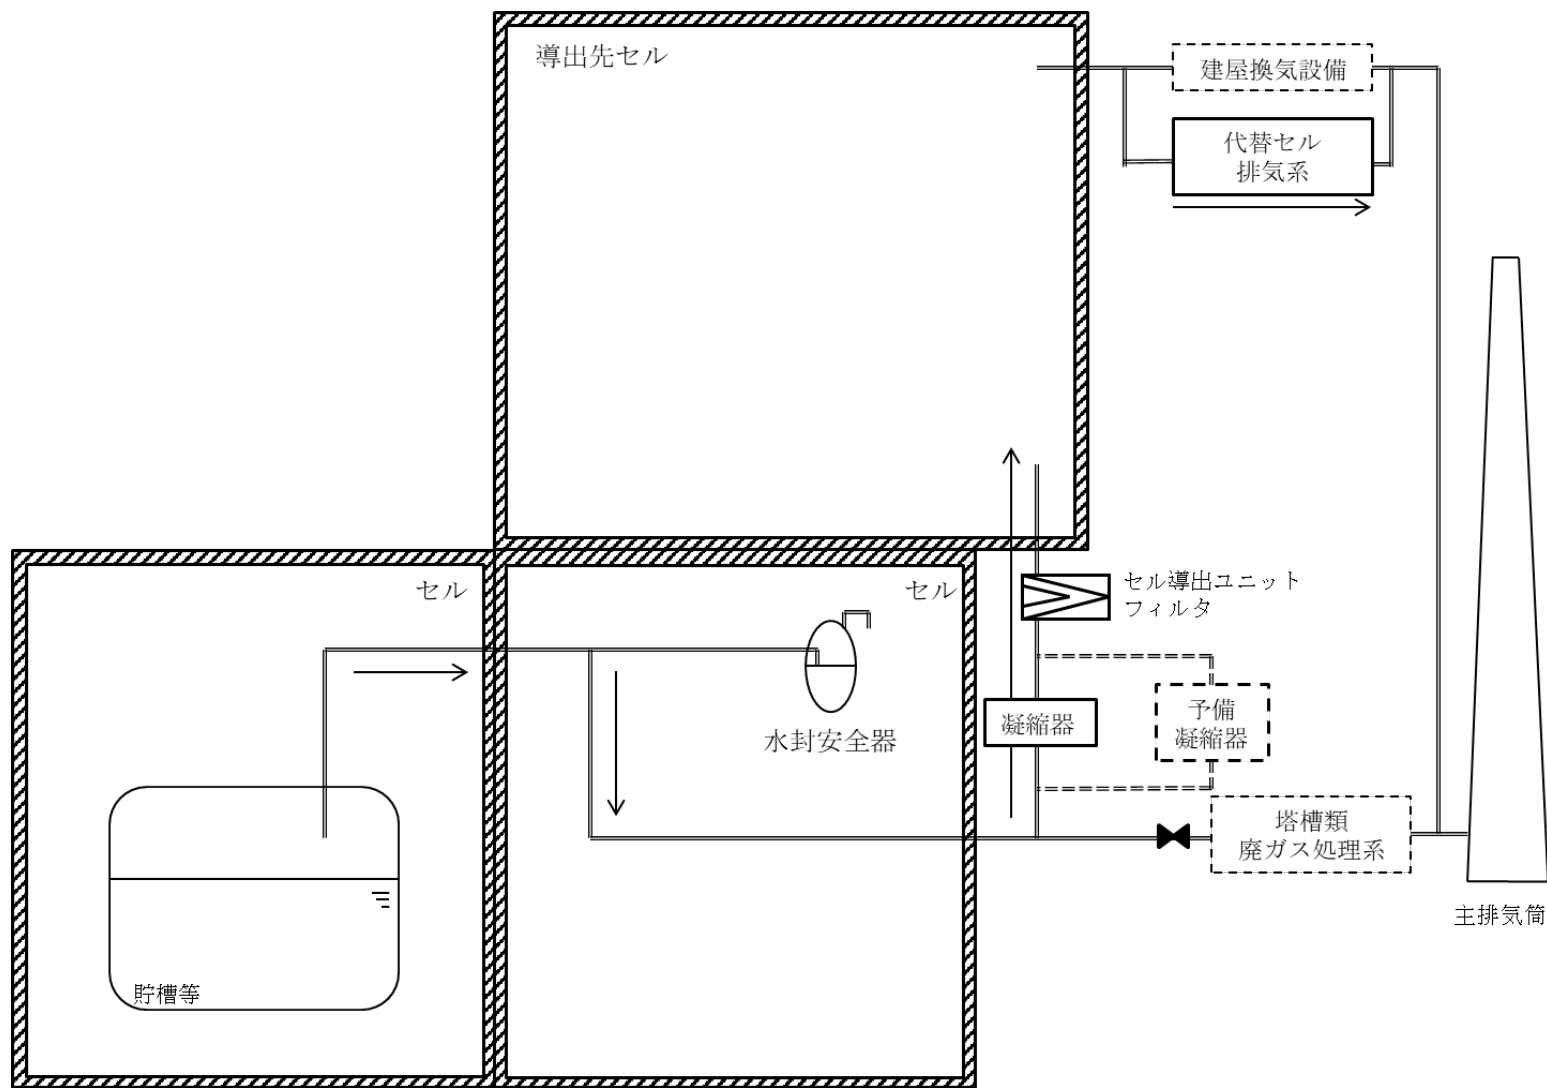 導出先セル
建屋換気設備
代替セル
排気系
セル
セル
セル導出ユニット
フィルタ
水封安全器
凝縮器
予備
凝縮器
塔槽類
廃ガス処理系
主排気筒
貯槽等